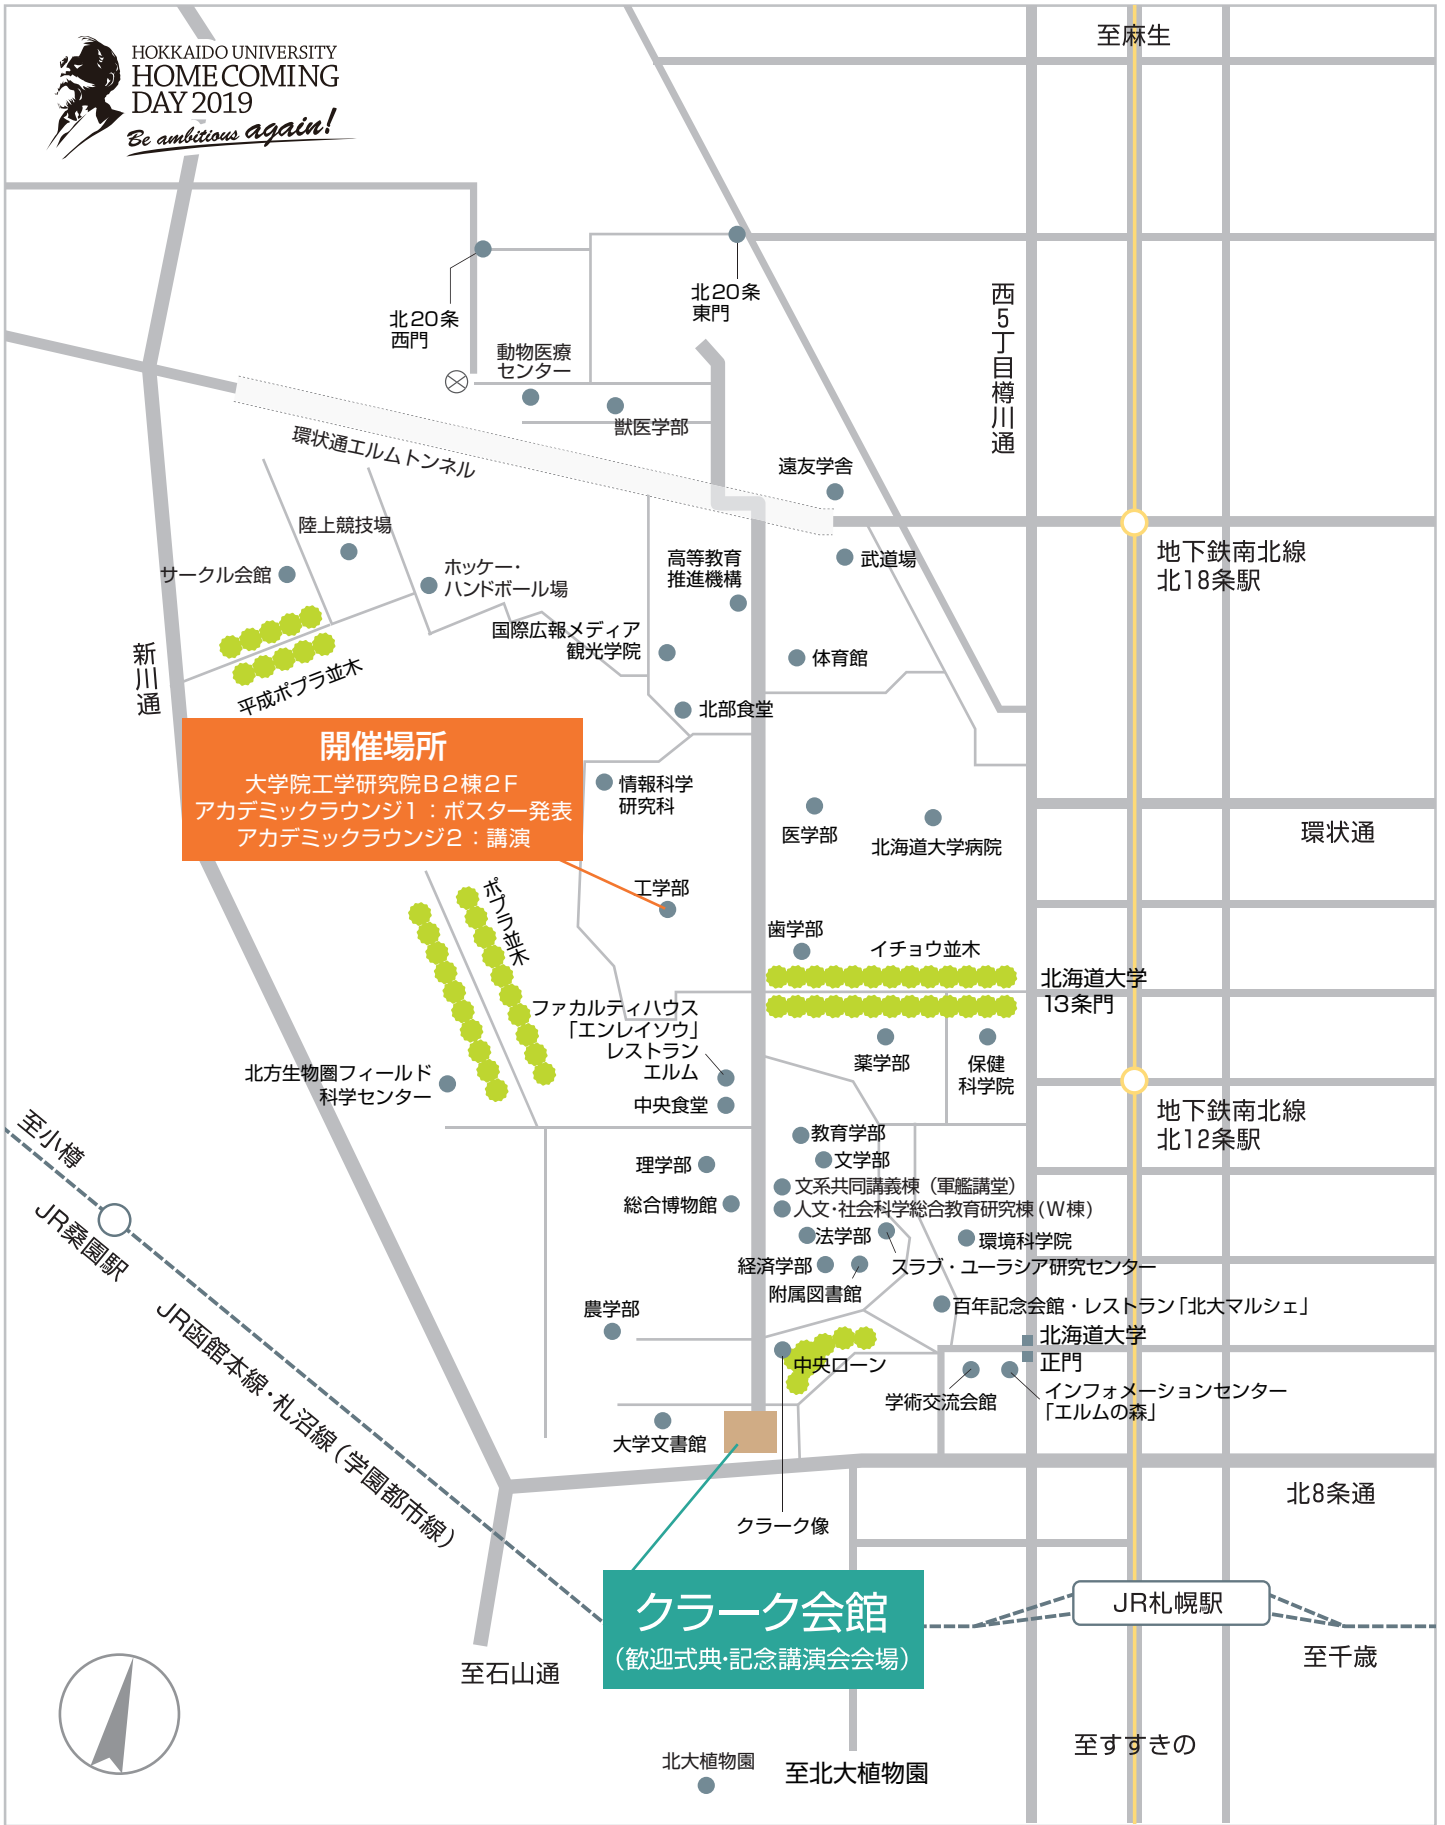 HOKKAIDO UNIVERSITY
HOME COMING
DAY 2019
Be ambitious again!
至麻生
北20条
東門
北20条
西門
西5丁目樽川通
動物医療
センター
獣医学部
環状通エルムトンネル
遠友学舎
陸上競技場
サークル会館
ホッケー・
ハンドボール場
高等教育
推進機構
武道場
地下鉄南北線
北18条駅
国際広報メディア
観光学院
体育館
新川通
平成ポプラ並木
北部食堂
開催場所
大学院工学研究院B2棟2F
アカデミックラウンジ1：ポスター発表
アカデミックラウンジ2：講演
情報科学
研究科
医学部
北海道大学病院
環状通
工学部
ポプラ並木
歯学部
イチョウ並木
北海道大学
13条門
ファカルティハウス
「エンレイソウ」
レストラン
エルム
薬学部
保健
科学院
北方生物圏フィールド
科学センター
中央食堂
地下鉄南北線
北12条駅
教育学部
文学部
理学部
文系共同講義棟（軍艦講堂）
総合博物館
人文・社会科学総合教育研究棟(W棟)
法学部
環境科学院
経済学部
スラブ・ユーラシア研究センター
附属図書館
至小樽
JR桑園駅
JR函館本線・札沼線（学園都市線）
農学部
百年記念会館・レストラン「北大マルシェ」
北海道大学
正門
中央ローン
学術交流会館
インフォメーションセンター
「エルムの森」
大学文書館
北8条通
クラーク像
クラーク会館
（歓迎式典・記念講演会会場）
JR札幌駅
至千歳
至石山通
至すすきの
北大植物園
至北大植物園